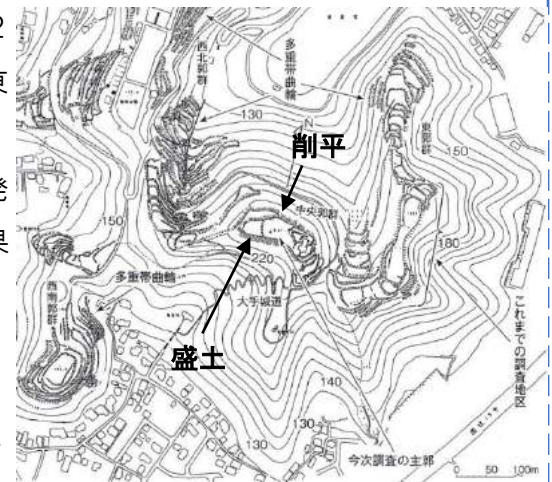 東
発
果
多重帯曲輪
西北郭群
130
削平
東郭群
150
中央郭群
150
220
180
多重帯曲輪
大手城道
西南郭群
盛土
これまでの調査地区
140
130
130
今次調査の主郭
0 50 100m